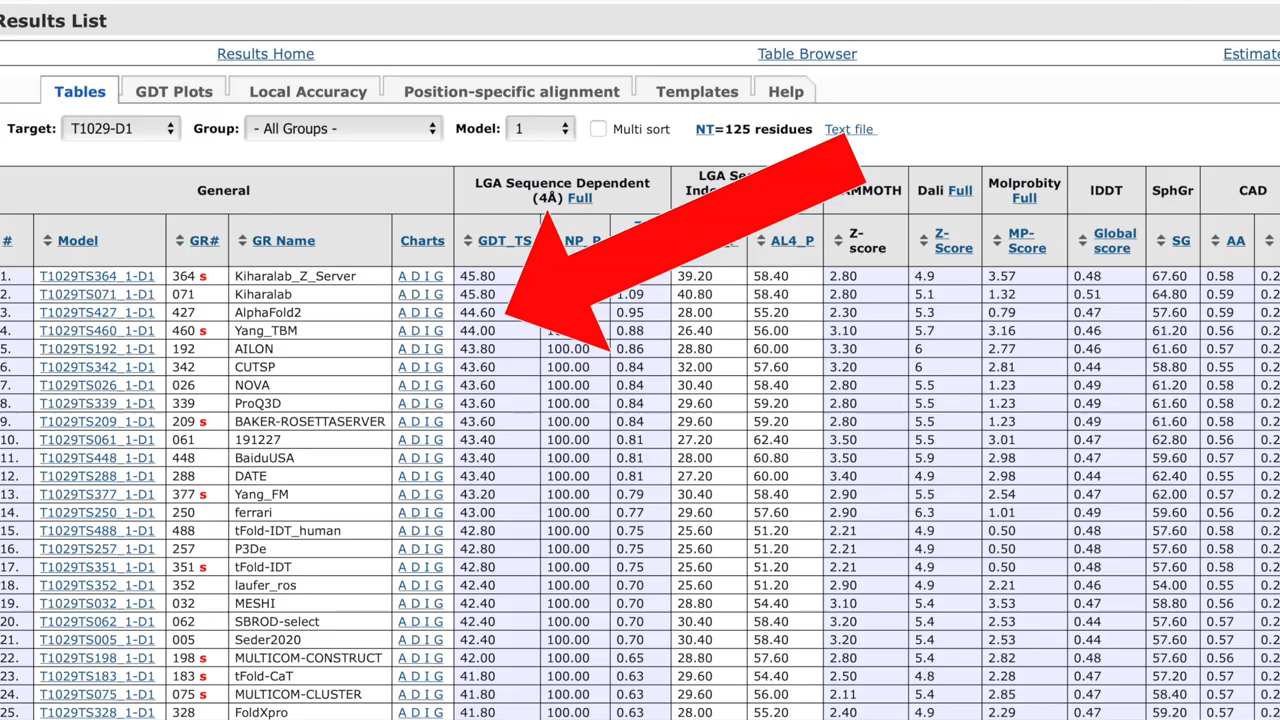 Results List
Results Home Table Browser Estimate
Tables GDT Plots Local Accuracy Position-specific alignment Templates Help
Target: T1029-D1 Group: - All Groups - Model: 1 Multi sort NT=125 residues Text file
General LGA Sequence Dependent (4Å) Full LGA Dali Full Molprobity Full lDDT SphGr CAD
# Model GR# GR Name Charts GDT_TS NP_P AL4_P Z-score Z-Score MP-Score Global score SG AA
1. T1029TS364_1-D1 364 s Kiharalab_Z_Server A D I G 45.80 39.20 58.40 2.80 4.9 3.57 0.48 67.60 0.58
2. T1029TS071_1-D1 071 Kiharalab A D I G 45.80 1.09 40.80 58.40 2.80 5.1 1.32 0.51 64.80 0.59
3. T1029TS427_1-D1 427 AlphaFold2 A D I G 44.60 0.95 28.00 55.20 2.30 5.3 0.79 0.47 57.60 0.59
4. T1029TS460_1-D1 460 s Yang_TBM A D I G 44.00 0.88 26.40 56.00 3.10 5.7 3.16 0.46 61.20 0.56
5. T1029TS192_1-D1 192 AILON A D I G 43.80 100.00 0.86 28.80 60.00 3.30 6 2.77 0.46 61.60 0.57
6. T1029TS342_1-D1 342 CUTSP A D I G 43.60 100.00 0.84 32.00 57.60 3.20 6 2.81 0.44 58.80 0.55
7. T1029TS026_1-D1 026 NOVA A D I G 43.60 100.00 0.84 30.40 58.40 2.80 5.5 1.23 0.49 61.20 0.58
8. T1029TS339_1-D1 339 ProQ3D A D I G 43.60 100.00 0.84 29.60 59.20 2.80 5.5 1.23 0.49 61.60 0.58
9. T1029TS209_1-D1 209 s BAKER-ROSETTASERVER A D I G 43.60 100.00 0.84 29.60 59.20 2.80 5.5 1.23 0.49 61.60 0.58
10. T1029TS061_1-D1 061 191227 A D I G 43.40 100.00 0.81 27.20 62.40 3.50 5.5 3.01 0.47 62.80 0.56
11. T1029TS448_1-D1 448 BaiduUSA A D I G 43.40 100.00 0.81 28.00 60.80 3.50 5.9 2.98 0.47 59.60 0.57
12. T1029TS288_1-D1 288 DATE A D I G 43.40 100.00 0.81 27.20 60.00 3.40 4.9 2.98 0.44 62.40 0.55
13. T1029TS377_1-D1 377 s Yang_FM A D I G 43.20 100.00 0.79 30.40 58.40 2.90 5.5 2.54 0.47 62.00 0.57
14. T1029TS250_1-D1 250 ferrari A D I G 43.00 100.00 0.77 29.60 57.60 2.90 6.3 1.01 0.49 59.60 0.56
15. T1029TS488_1-D1 488 tFold-IDT_human A D I G 42.80 100.00 0.75 25.60 51.20 2.21 4.9 0.50 0.48 57.60 0.58
16. T1029TS257_1-D1 257 P3De A D I G 42.80 100.00 0.75 25.60 51.20 2.21 4.9 0.50 0.48 57.60 0.58
17. T1029TS351_1-D1 351 s tFold-IDT A D I G 42.80 100.00 0.75 25.60 51.20 2.21 4.9 0.50 0.48 57.60 0.58
18. T1029TS352_1-D1 352 laufer_ros A D I G 42.40 100.00 0.70 25.60 51.20 2.90 4.9 2.21 0.46 54.00 0.55
19. T1029TS032_1-D1 032 MESHI A D I G 42.40 100.00 0.70 28.80 54.40 3.10 5.4 3.53 0.47 58.80 0.56
20. T1029TS062_1-D1 062 SBROD-select A D I G 42.40 100.00 0.70 30.40 58.40 3.20 5.4 2.53 0.44 57.60 0.57
21. T1029TS005_1-D1 005 Seder2020 A D I G 42.40 100.00 0.70 30.40 58.40 3.20 5.4 2.53 0.44 57.60 0.57
22. T1029TS198_1-D1 198 s MULTICOM-CONSTRUCT A D I G 42.00 100.00 0.65 28.80 57.60 2.80 5.4 2.82 0.48 57.60 0.56
23. T1029TS183_1-D1 183 s tFold-CaT A D I G 41.80 100.00 0.63 29.60 54.40 2.50 4.8 2.28 0.47 57.20 0.57
24. T1029TS075_1-D1 075 s MULTICOM-CLUSTER A D I G 41.80 100.00 0.63 29.60 56.00 2.11 5.4 2.85 0.47 58.40 0.57
25. T1029TS328_1-D1 328 FoldXpro A D I G 41.80 100.00 0.63 28.00 55.20 2.40 4.7 2.29 0.47 59.20 0.57